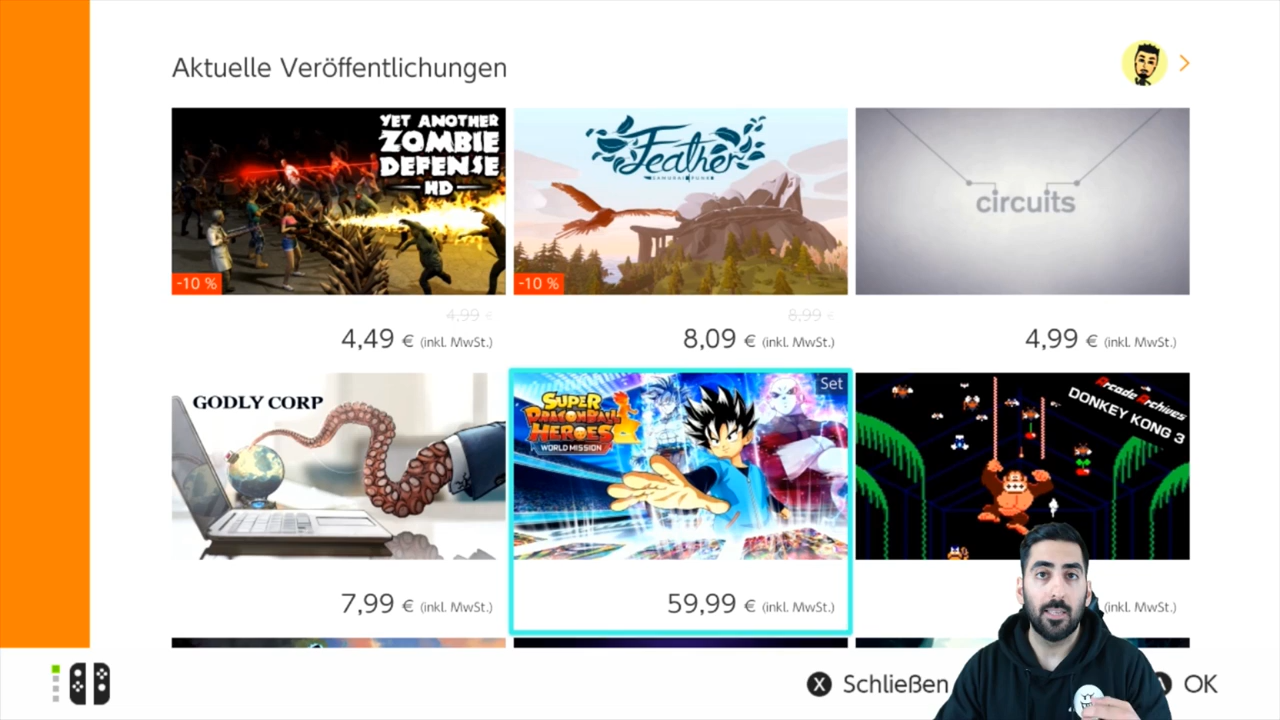 Aktuelle Veröffentlichungen
YET ANOTHER
ZOMBIE
DEFENSE
HD
-10 %
4,99 €
4,49 € (inkl. MwSt.)
Feather
SAMURAI PUNK
-10 %
8,99 €
8,09 € (inkl. MwSt.)
circuits
4,99 € (inkl. MwSt.)
GODLY CORP
7,99 € (inkl. MwSt.)
Set
SUPER
DRAGONBALL
HEROES
WORLD MISSION
59,99 € (inkl. MwSt.)
Arcade Archives
DONKEY KONG 3
(inkl. MwSt.)
X Schließen
OK